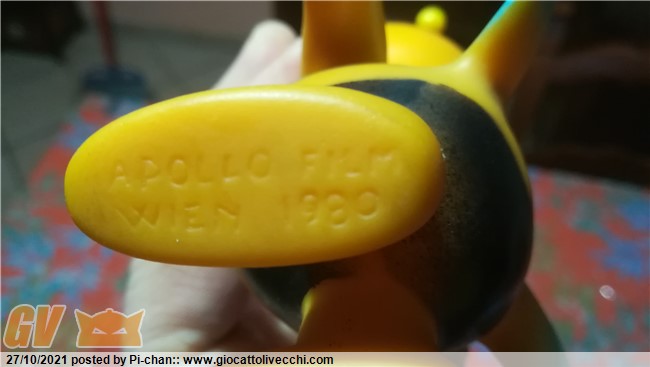 APOLLO FILM
WIEN 1980
GV
27/10/2021 posted by Pi-chan:: www.giocattolivecchi.com